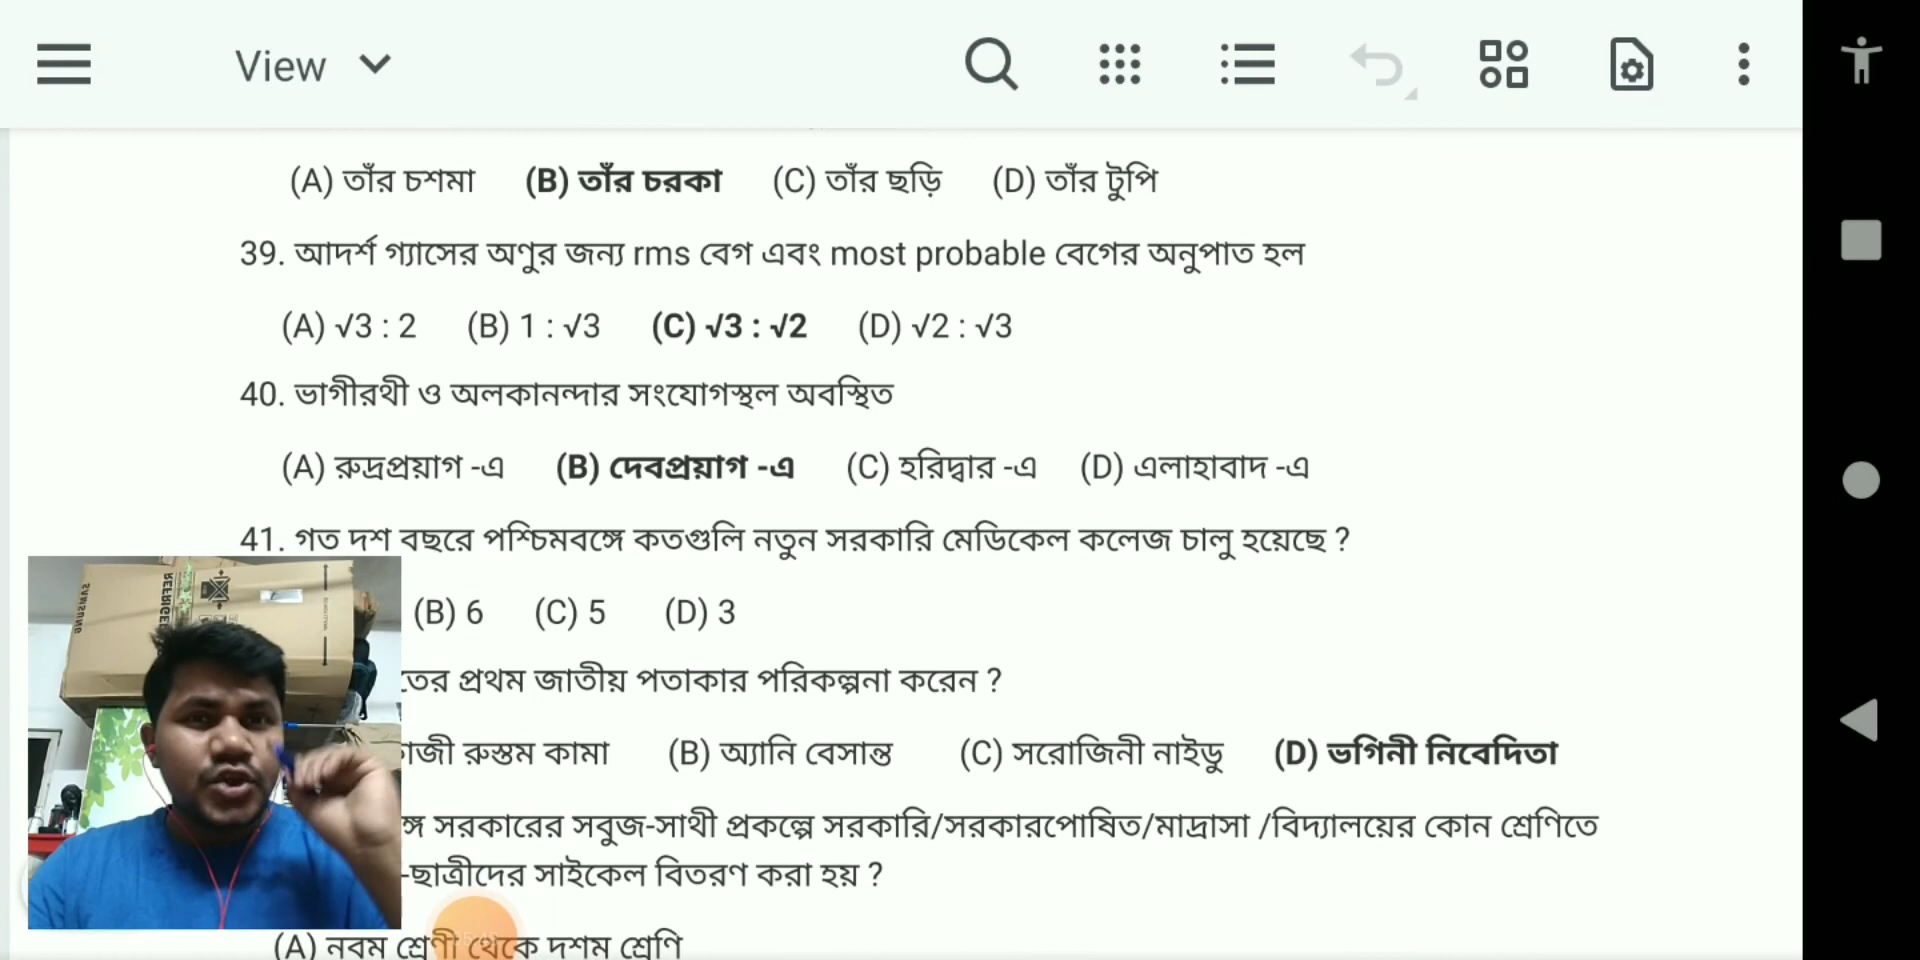 View
(A) তাঁর চশমা (B) তাঁর চরকা (C) তাঁর ছড়ি (D) তাঁর টুপি
39. আদর্শ গ্যাসের অণুর জন্য rms বেগ এবং most probable বেগের অনুপাত হল
(A) √3 : 2 (B) 1 : √3 (C) √3 : √2 (D) √2 : √3
40. ভাগীরথী ও অলকানন্দার সংযোগস্থল অবস্থিত
(A) রুদ্রপ্রয়াগ -এ (B) দেবপ্রয়াগ -এ (C) হরিদ্বার -এ (D) এলাহাবাদ -এ
41. গত দশ বছরে পশ্চিমবঙ্গে কতগুলি নতুন সরকারি মেডিকেল কলেজ চালু হয়েছে ?
SAMSUNG
(B) 6 (C) 5 (D) 3
প্রথম জাতীয় পতাকার পরিকল্পনা করেন ?
রুস্তম কামা (B) অ্যানি বেসান্ত (C) সরোজিনী নাইডু (D) ভগিনী নিবেদিতা
সরকারের সবুজ-সাথী প্রকল্পে সরকারি/সরকারপোষিত/মাদ্রাসা /বিদ্যালয়ের কোন শ্রেণিতে
-ছাত্রীদের সাইকেল বিতরণ করা হয় ?
(A) নবম শ্রেণী থেকে দশম শ্রেণি